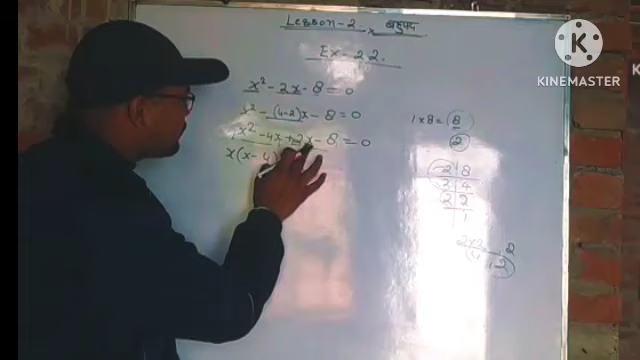 Lesson-2 बहुपद
Ex-2.2.
x² - 2x - 8 = 0
x² - (4-2)x - 8 = 0
x² - 4x + 2x - 8 = 0
x(x - 4)
1 x 8 = 8
2
2 | 8
2 | 4
2 | 2
1
K
KINEMASTER